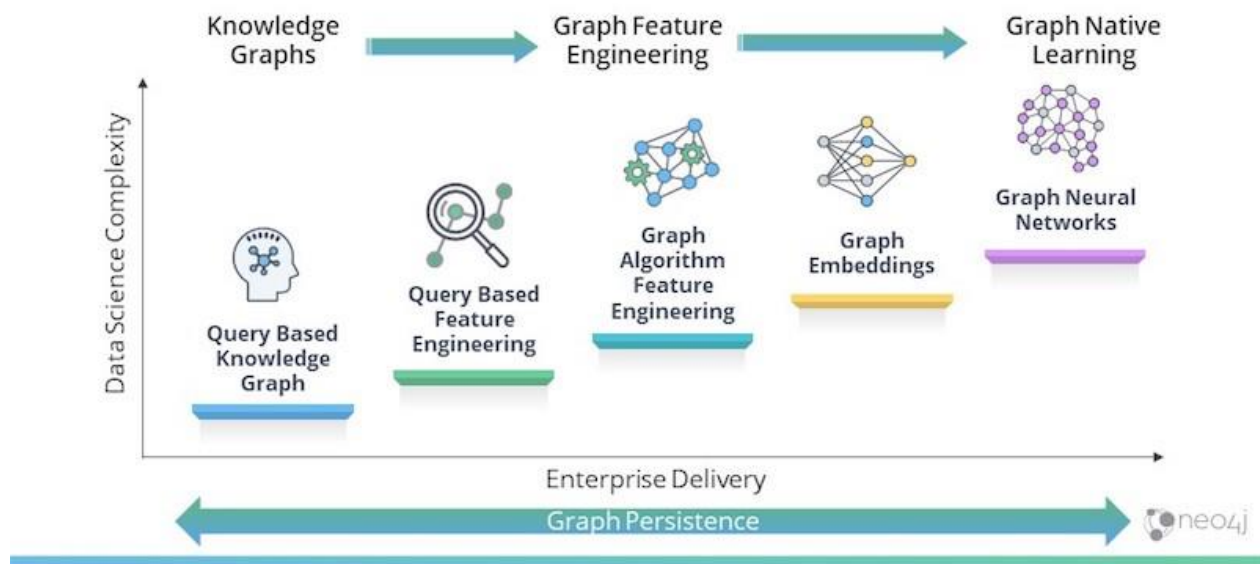 Knowledge
Graphs
Graph Feature
Engineering
Graph Native
Learning
Data Science Complexity
Query Based
Knowledge
Graph
Query Based
Feature
Engineering
Graph
Algorithm
Feature
Engineering
Graph
Embeddings
Graph Neural
Networks
Enterprise Delivery
Graph Persistence
neo4j